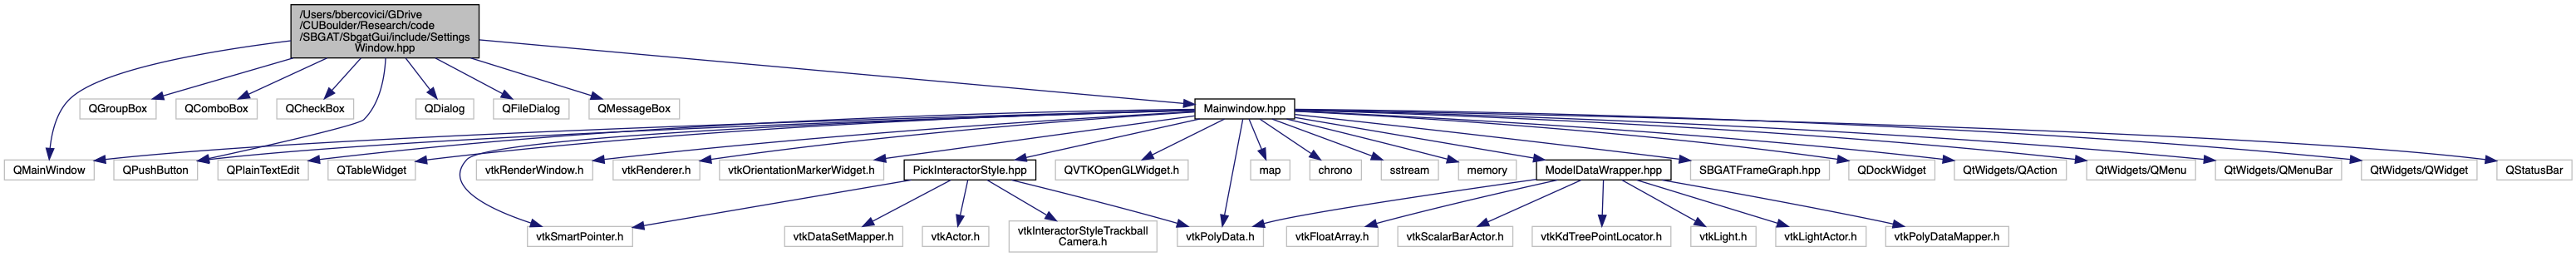 /Users/bbercovici/GDrive
/CUBoulder/Research/code
/SBGAT/SbgatGui/include/Settings
Window.hpp
QGroupBox
QComboBox
QCheckBox
QDialog
QFileDialog
QMessageBox
Mainwindow.hpp
QMainWindow
QPushButton
QPlainTextEdit
QTableWidget
vtkRenderWindow.h
vtkRenderer.h
vtkOrientationMarkerWidget.h
PickInteractorStyle.hpp
QVTKOpenGLWidget.h
map
chrono
sstream
memory
ModelDataWrapper.hpp
SBGATFrameGraph.hpp
QDockWidget
QtWidgets/QAction
QtWidgets/QMenu
QtWidgets/QMenuBar
QtWidgets/QWidget
QStatusBar
vtkSmartPointer.h
vtkDataSetMapper.h
vtkActor.h
vtkInteractorStyleTrackball
Camera.h
vtkPolyData.h
vtkFloatArray.h
vtkScalarBarActor.h
vtkKdTreePointLocator.h
vtkLight.h
vtkLightActor.h
vtkPolyDataMapper.h